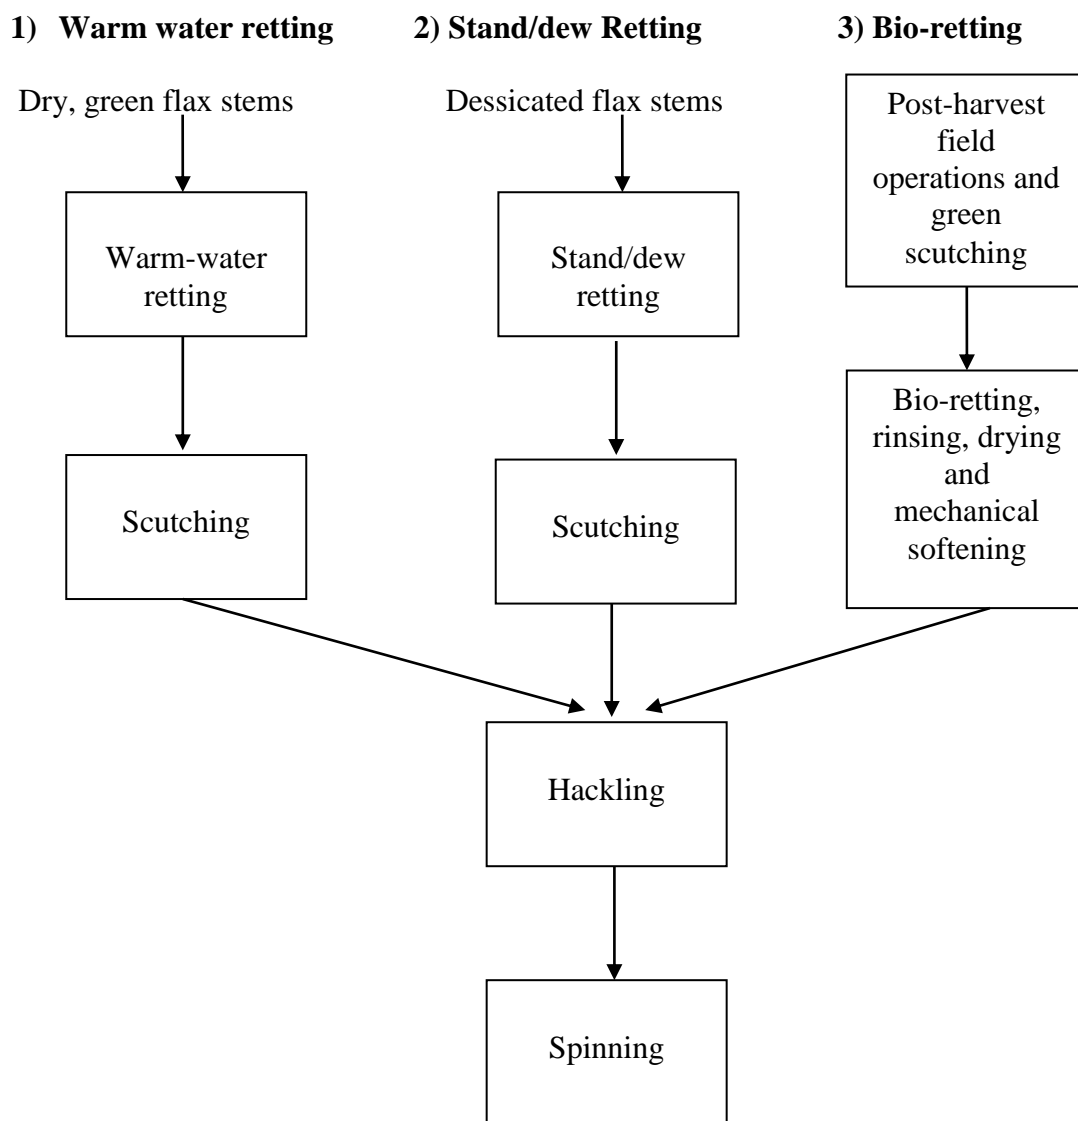 1) Warm water retting
2) Stand/dew Retting
3) Bio-retting
Dry, green flax stems
Dessicated flax stems
Post-harvest
field
operations and
green
scutching
Warm-water
retting
Stand/dew
retting
Bio-retting,
rinsing, drying
and
mechanical
softening
Scutching
Scutching
Hackling
Spinning